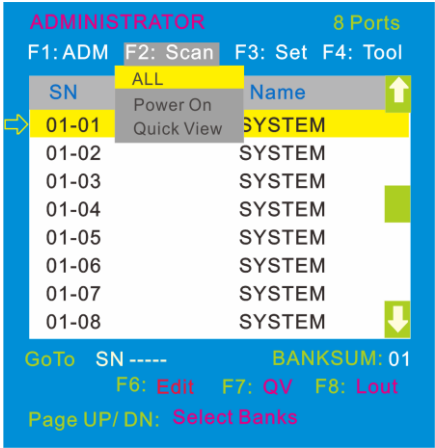 ADMINISTRATOR 8 Ports
F1: ADM F2: Scan F3: Set F4: Tool
ALL
Power On
Quick View
SN Name
01-01 SYSTEM
01-02 SYSTEM
01-03 SYSTEM
01-04 SYSTEM
01-05 SYSTEM
01-06 SYSTEM
01-07 SYSTEM
01-08 SYSTEM
GoTo SN ----- BANKSUM: 01
F6: Edit F7: QV F8: Lout
Page UP/ DN: Select Banks